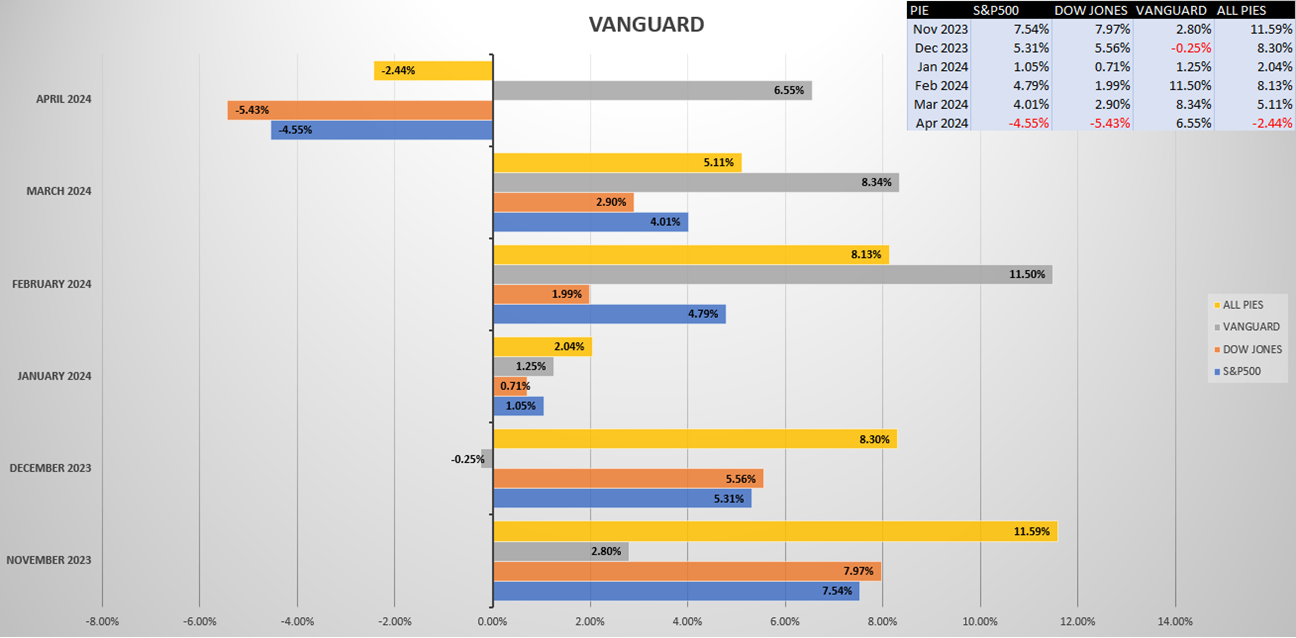 VANGUARD
PIE S&P500 DOW JONES VANGUARD ALL PIES
Nov 2023 7.54% 7.97% 2.80% 11.59%
Dec 2023 5.31% 5.56% -0.25% 8.30%
Jan 2024 1.05% 0.71% 1.25% 2.04%
Feb 2024 4.79% 1.99% 11.50% 8.13%
Mar 2024 4.01% 2.90% 8.34% 5.11%
Apr 2024 -4.55% -5.43% 6.55% -2.44%
APRIL 2024
-2.44%
6.55%
-5.43%
-4.55%
MARCH 2024
5.11%
8.34%
2.90%
4.01%
FEBRUARY 2024
8.13%
11.50%
1.99%
4.79%
JANUARY 2024
2.04%
1.25%
0.71%
1.05%
DECEMBER 2023
8.30%
-0.25%
5.56%
5.31%
NOVEMBER 2023
11.59%
2.80%
7.97%
7.54%
ALL PIES
VANGUARD
DOW JONES
S&P500
-8.00% -6.00% -4.00% -2.00% 0.00% 2.00% 4.00% 6.00% 8.00% 10.00% 12.00% 14.00%